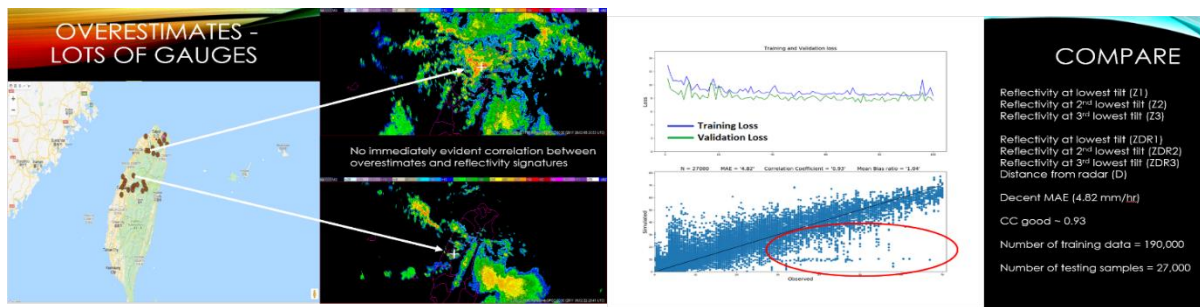 OVERESTIMATES -
LOTS OF GAUGES
No immediately evident correlation between
overestimates and reflectivity signatures
Training and Validation loss
Loss
Training Loss
Validation Loss
N = 27000 MAE = '4.82' Correlation Coefficient = '0.93' Mean Bias ratio = '1.04'
Simulated
Observed
COMPARE
Reflectivity at lowest tilt (Z1)
Reflectivity at 2nd lowest tilt (Z2)
Reflectivity at 3rd lowest tilt (Z3)
Reflectivity at lowest tilt (ZDR1)
Reflectivity at 2nd lowest tilt (ZDR2)
Reflectivity at 3rd lowest tilt (ZDR3)
Distance from radar (D)
Decent MAE (4.82 mm/hr)
CC good ~ 0.93
Number of training data = 190,000
Number of testing samples = 27,000